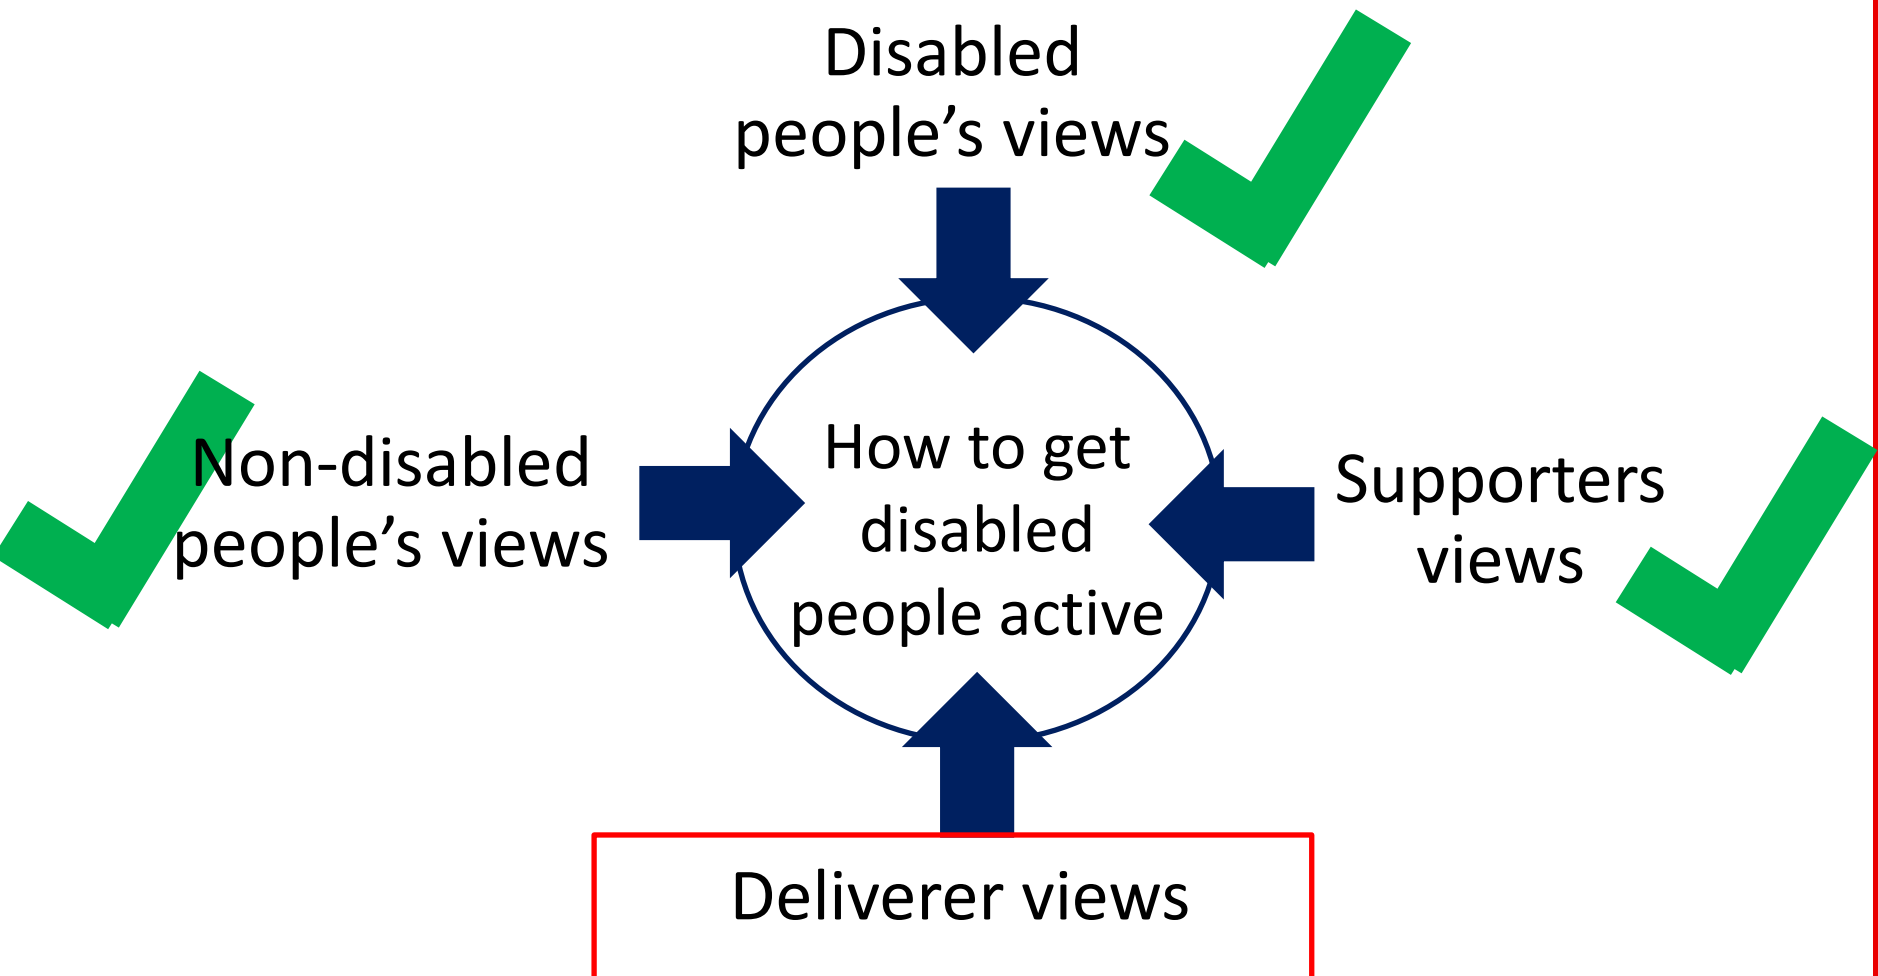 Disabled
people’s views
Non-disabled
people’s views
How to get
disabled
people active
Supporters
views
Deliverer views